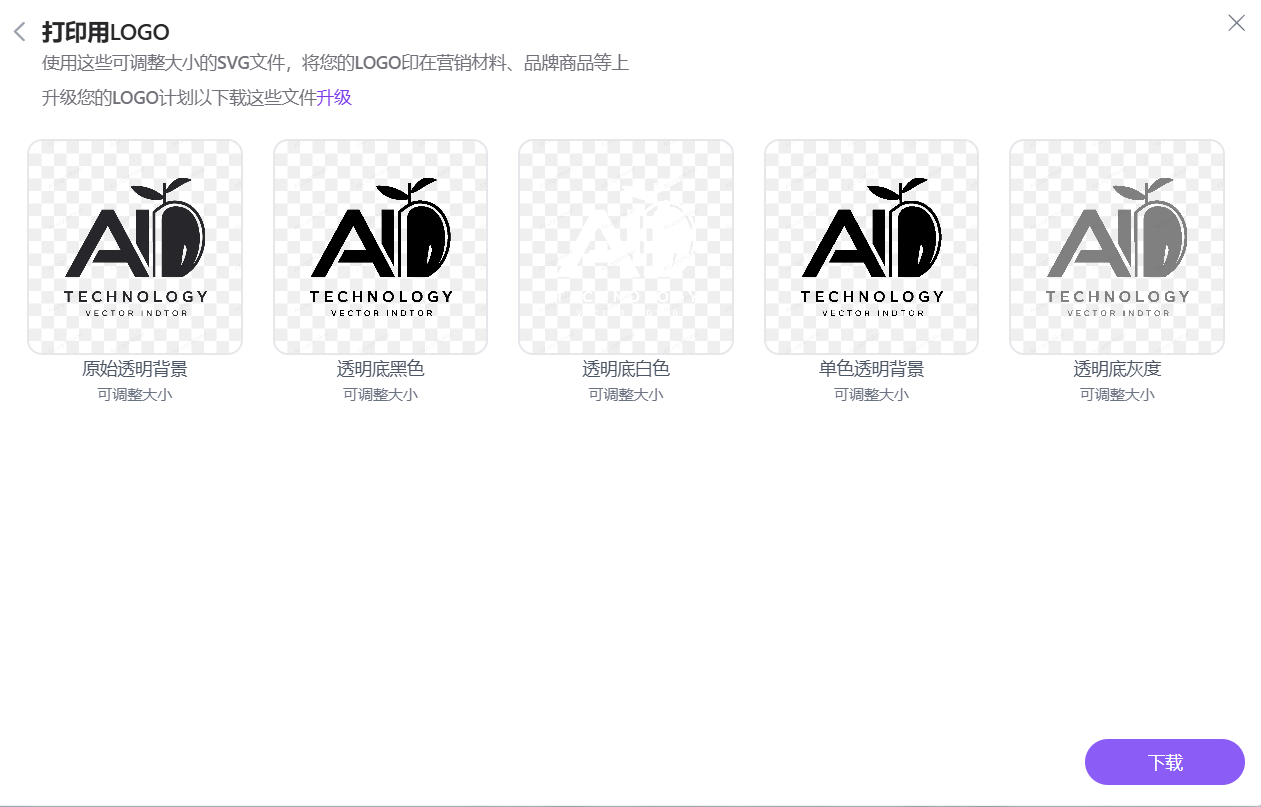 打印用LOGO
使用这些可调整大小的SVG文件，将您的LOGO印在营销材料、品牌商品等上
升级您的LOGO计划以下载这些文件升级
AID
TECHNOLOGY
VECTOR INDTOR
AID
TECHNOLOGY
VECTOR INDTOR
AID
AID
TECHNOLOGY
VECTOR INDTOR
AID
TECHNOLOGY
VECTOR INDTOR
原始透明背景
透明底黑色
透明底白色
单色透明背景
透明底灰度
可调整大小
可调整大小
可调整大小
可调整大小
可调整大小
下载